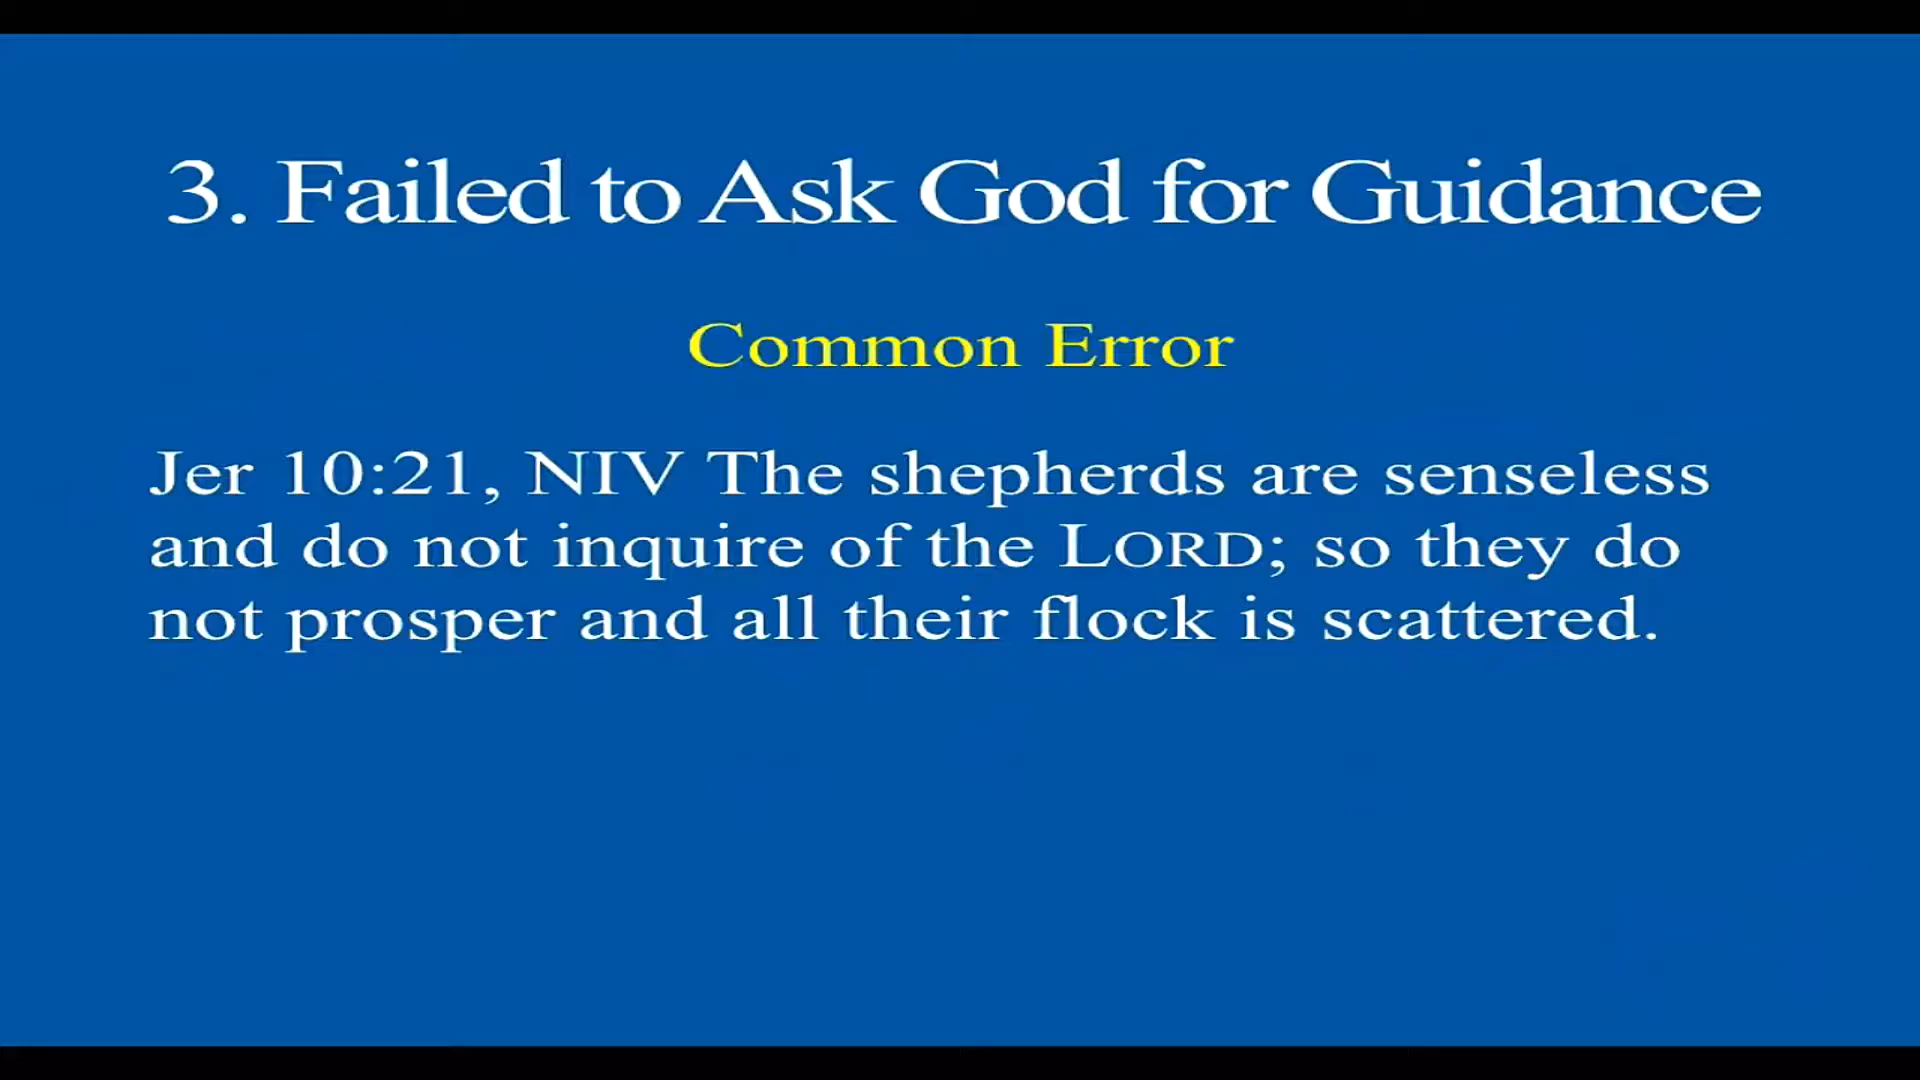 3. Failed to Ask God for Guidance
Common Error
Jer 10:21, NIV The shepherds are senseless
and do not inquire of the LORD; so they do
not prosper and all their flock is scattered.